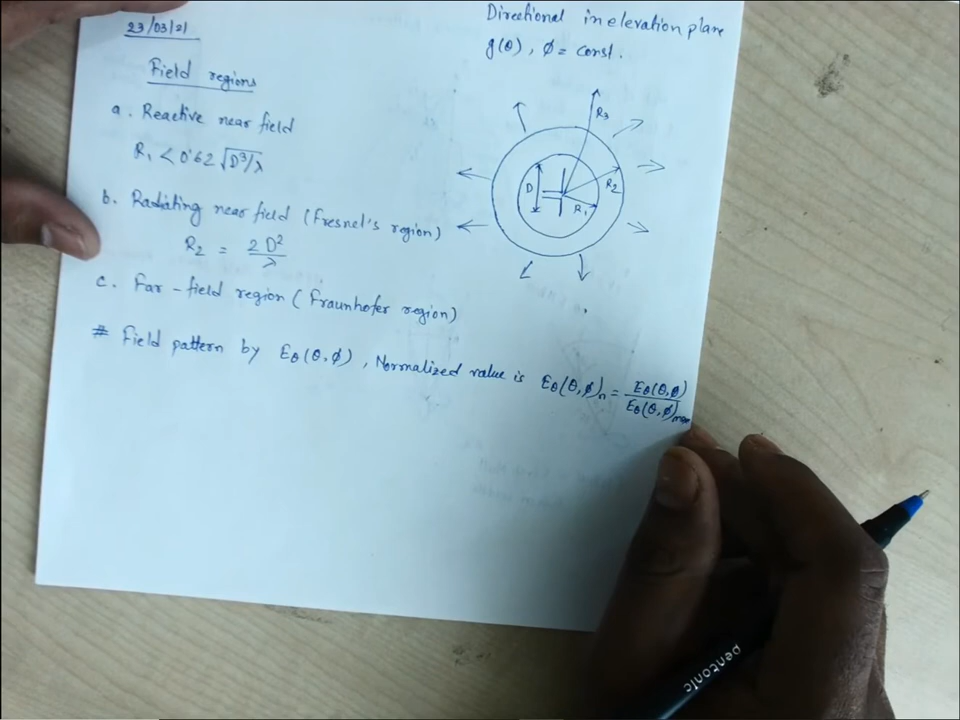 23/03/21
Directional in elevation plane
g(θ), ϕ = const.
Field regions
a. Reactive near field
R₁ < 0.62 √D³/λ
b. Radiating near field (Fresnel's region)
R₂ = 2D²/λ
c. Far-field region (Fraunhofer region)
# Field pattern by Eθ(θ,ϕ), Normalized value is Eθ(θ,ϕ)ₙ = Eθ(θ,ϕ)/Eθ(θ,ϕ)max
R₃
R₂
D
R₁
pentonic